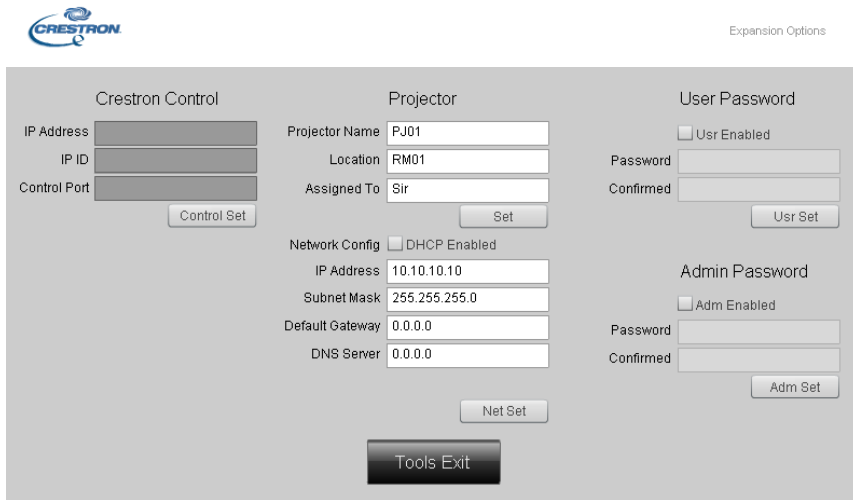 CRESTRON.
Expansion Options
Crestron Control
IP Address
IP ID
Control Port
Control Set
Projector
Projector Name PJ01
Location RM01
Assigned To Sir
Set
Network Config DHCP Enabled
IP Address 10.10.10.10
Subnet Mask 255.255.255.0
Default Gateway 0.0.0.0
DNS Server 0.0.0.0
Net Set
User Password
Usr Enabled
Password
Confirmed
Usr Set
Admin Password
Adm Enabled
Password
Confirmed
Adm Set
Tools Exit